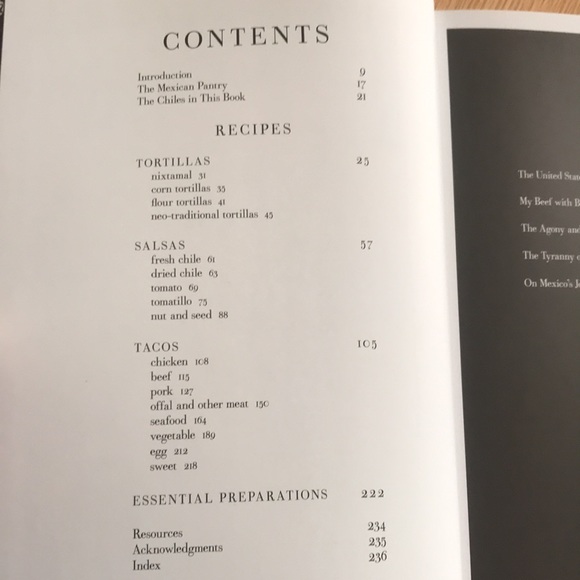 CONTENTS
Introduction 9
The Mexican Pantry 17
The Chiles in This Book 21
RECIPES
TORTILLAS 25
nixtamal 31
corn tortillas 35
flour tortillas 41
neo-traditional tortillas 45
SALSAS 57
fresh chile 61
dried chile 63
tomato 69
tomatillo 75
nut and seed 88
TACOS 105
chicken 108
beef 115
pork 127
offal and other meat 150
seafood 164
vegetable 189
egg 212
sweet 218
ESSENTIAL PREPARATIONS 222
Resources 234
Acknowledgments 235
Index 236
The United
My Beef with
The Agony and
The Tyranny
On Mexico's